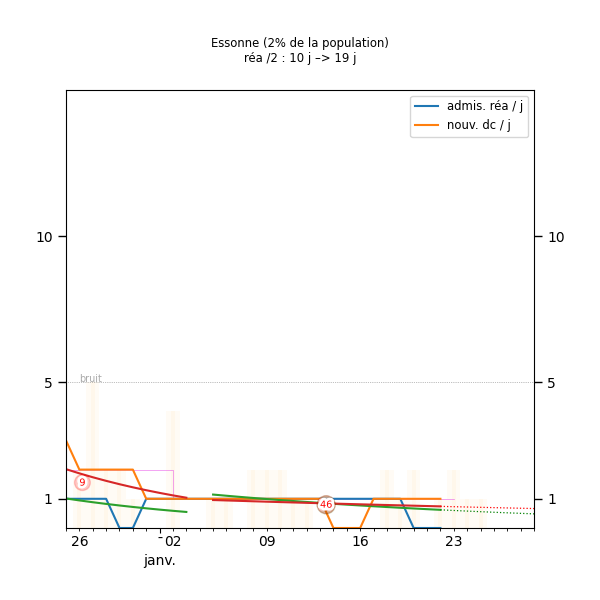 Essonne (2% de la population)
réa /2 : 10 j –> 19 j
admis. réa / j
nouv. dc / j
10 10
bruit
5 5
9
46
1 1
26 02 09 16 23
janv.